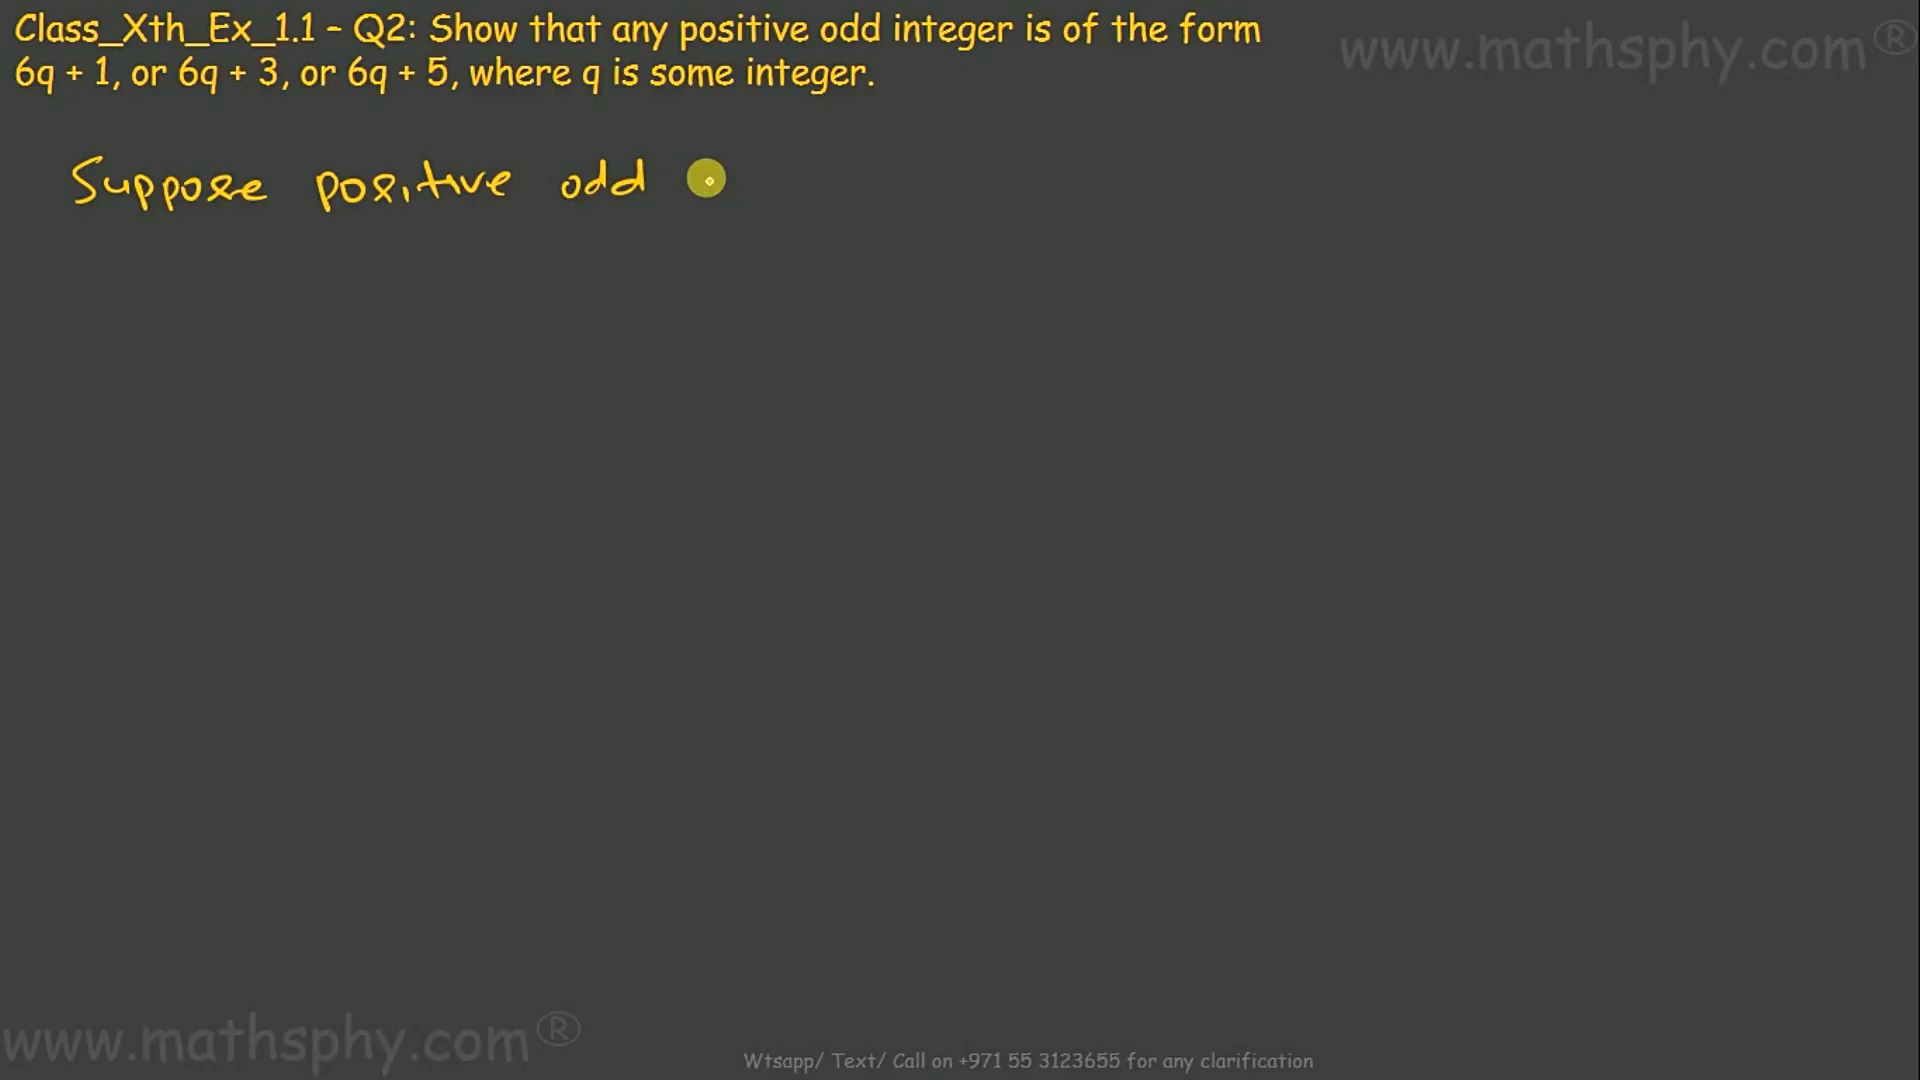 Class_Xth_Ex_1.1 – Q2: Show that any positive odd integer is of the form
www.mathsphy.com®
6q + 1, or 6q + 3, or 6q + 5, where q is some integer.
Suppose positive odd
www.mathsphy.com®
Wtsapp/ Text/ Call on +971 55 3123655 for any clarification